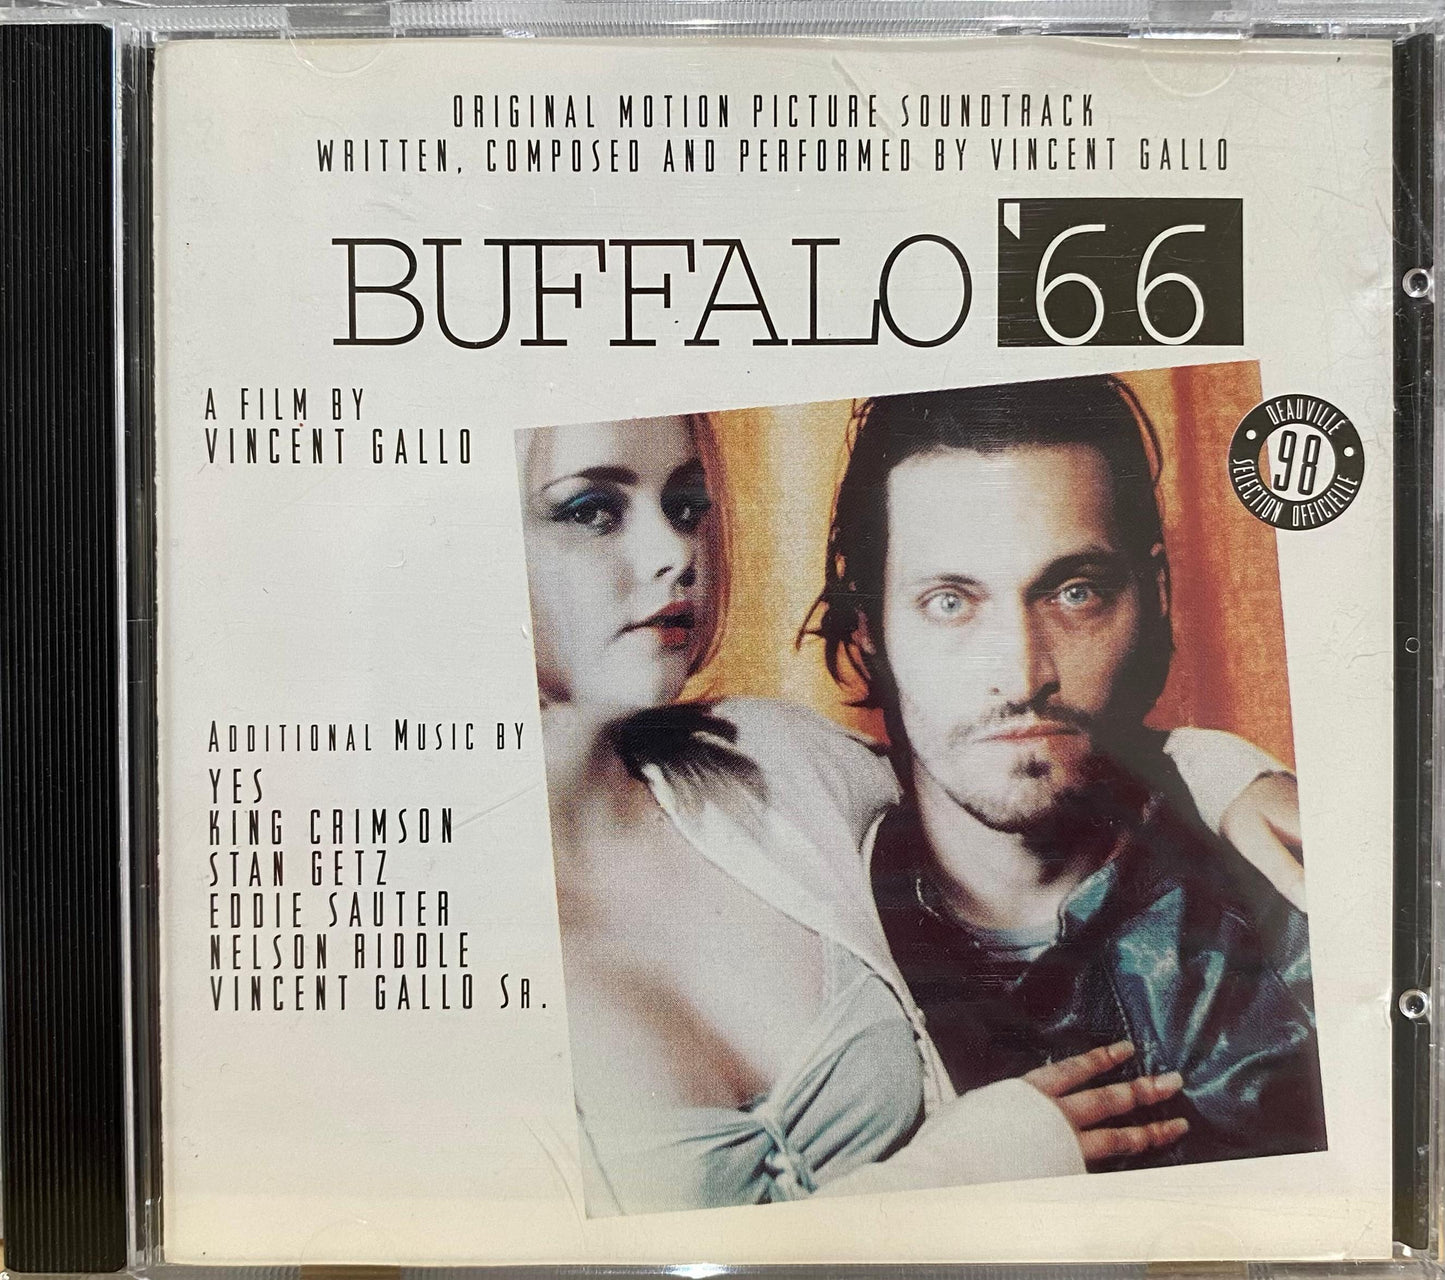 ORIGINAL MOTION PICTURE SOUNDTRACK
WRITTEN, COMPOSED AND PERFORMED BY VINCENT GALLO
BUFFALO '66
A FILM BY
VINCENT GALLO
DEAUVILLE
98
SELECTION OFFICIELLE
ADDITIONAL MUSIC BY
YES
KING CRIMSON
STAN GETZ
EDDIE SAUTER
NELSON RIDDLE
VINCENT GALLO SR.